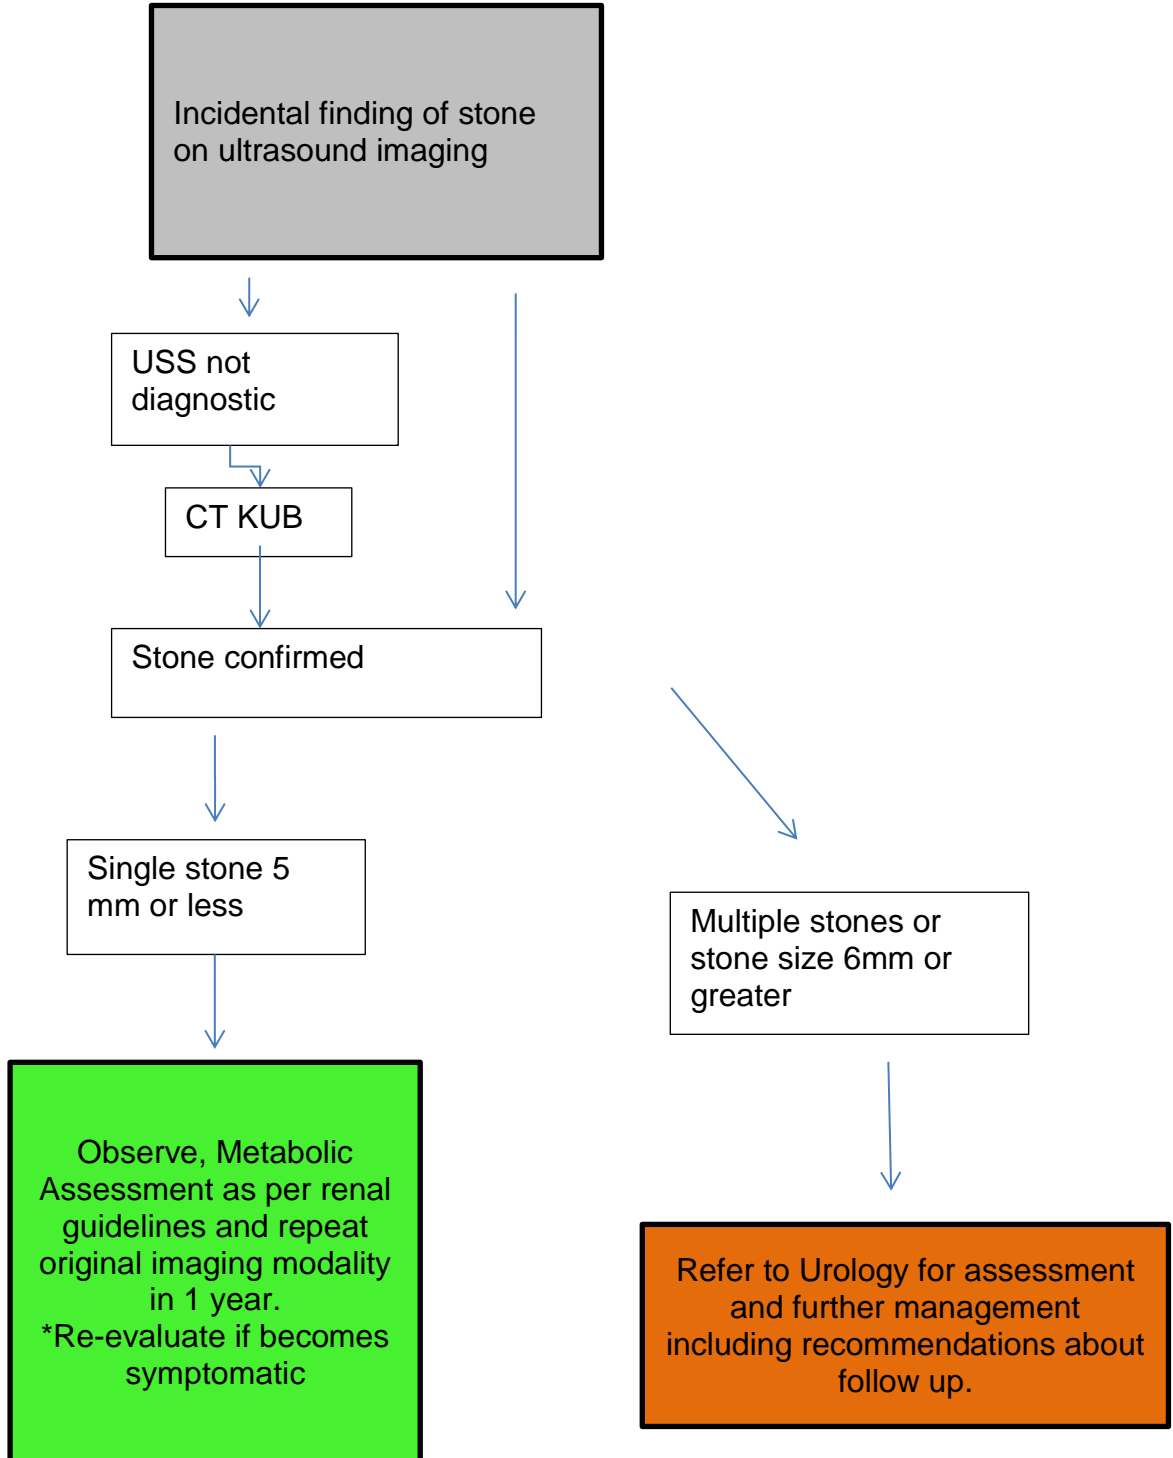 Incidental finding of stone
on ultrasound imaging
USS not
diagnostic
CT KUB
Stone confirmed
Single stone 5
mm or less
Multiple stones or
stone size 6mm or
greater
Observe, Metabolic
Assessment as per renal
guidelines and repeat
original imaging modality
in 1 year.
*Re-evaluate if becomes
symptomatic
Refer to Urology for assessment
and further management
including recommendations about
follow up.